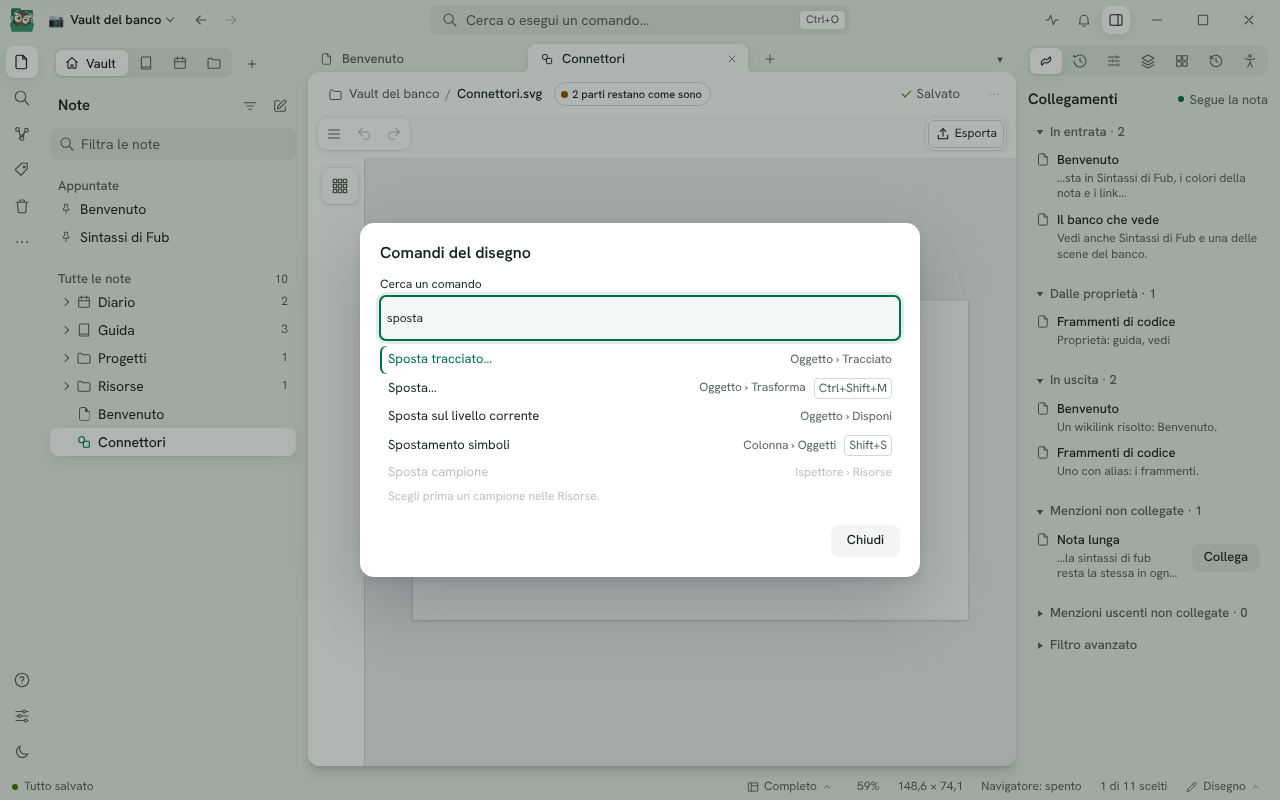 Vault del banco
Cerca o esegui un comando...
Ctrl+O
Vault
Note
Filtra le note
Appuntate
Benvenuto
Sintassi di Fub
Tutte le note 10
Diario 2
Guida 3
Progetti 1
Risorse 1
Benvenuto
Connettori
Tutto salvato
Benvenuto
Connettori
Vault del banco / Connettori.svg
2 parti restano come sono
Salvato
Esporta
Comandi del disegno
Cerca un comando
sposta
Sposta tracciato... Oggetto › Tracciato
Sposta... Oggetto › Trasforma Ctrl+Shift+M
Sposta sul livello corrente Oggetto › Disponi
Spostamento simboli Colonna › Oggetti Shift+S
Sposta campione Ispettore › Risorse
Scegli prima un campione nelle Risorse.
Chiudi
Collegamenti
Segue la nota
In entrata · 2
Benvenuto
...sta in Sintassi di Fub, i colori della
nota e i link...
Il banco che vede
Vedi anche Sintassi di Fub e una delle
scene del banco.
Dalle proprietà · 1
Frammenti di codice
Proprietà: guida, vedi
In uscita · 2
Benvenuto
Un wikilink risolto: Benvenuto.
Frammenti di codice
Uno con alias: i frammenti.
Menzioni non collegate · 1
Nota lunga
...la sintassi di fub
resta la stessa in ogn...
Collega
Menzioni uscenti non collegate · 0
Filtro avanzato
Completo
59%
148,6 × 74,1
Navigatore: spento
1 di 11 scelti
Disegno